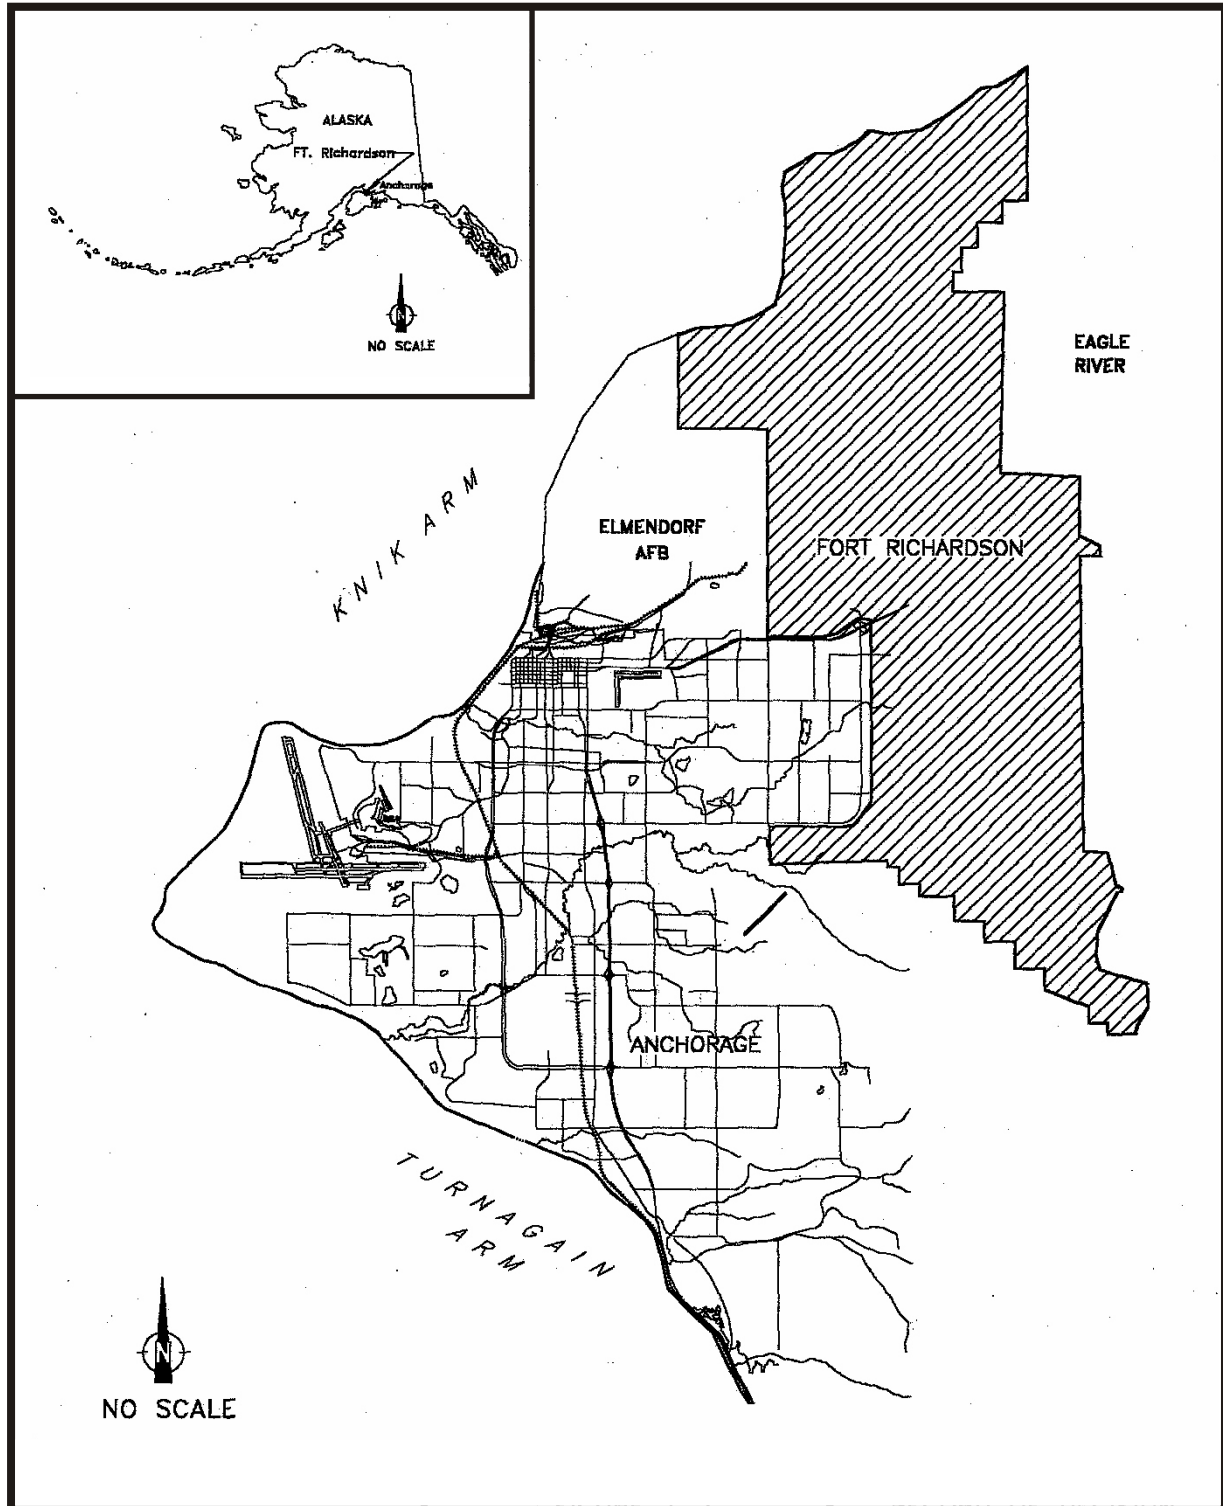 ALASKA
FT. Richardson
Anchorage
N
NO SCALE
EAGLE
RIVER
KNIK ARM
ELMENDORF
AFB
FORT RICHARDSON
ANCHORAGE
TURNAGAIN
ARM
N
NO SCALE